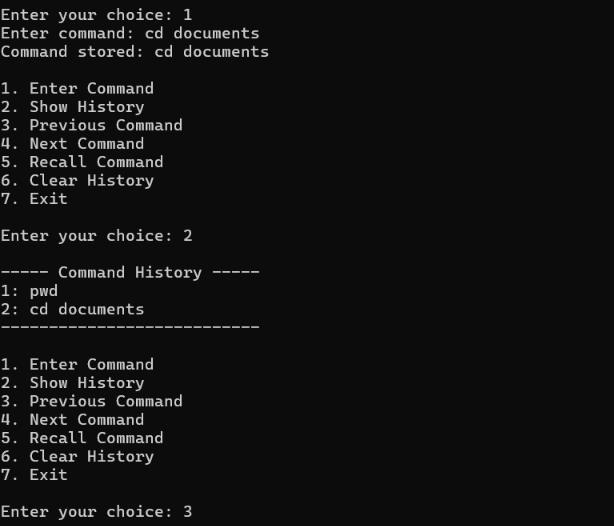 Enter your choice: 1
Enter command: cd documents
Command stored: cd documents
1. Enter Command
2. Show History
3. Previous Command
4. Next Command
5. Recall Command
6. Clear History
7. Exit
Enter your choice: 2
----- Command History -----
1: pwd
2: cd documents
---------------------------
1. Enter Command
2. Show History
3. Previous Command
4. Next Command
5. Recall Command
6. Clear History
7. Exit
Enter your choice: 3